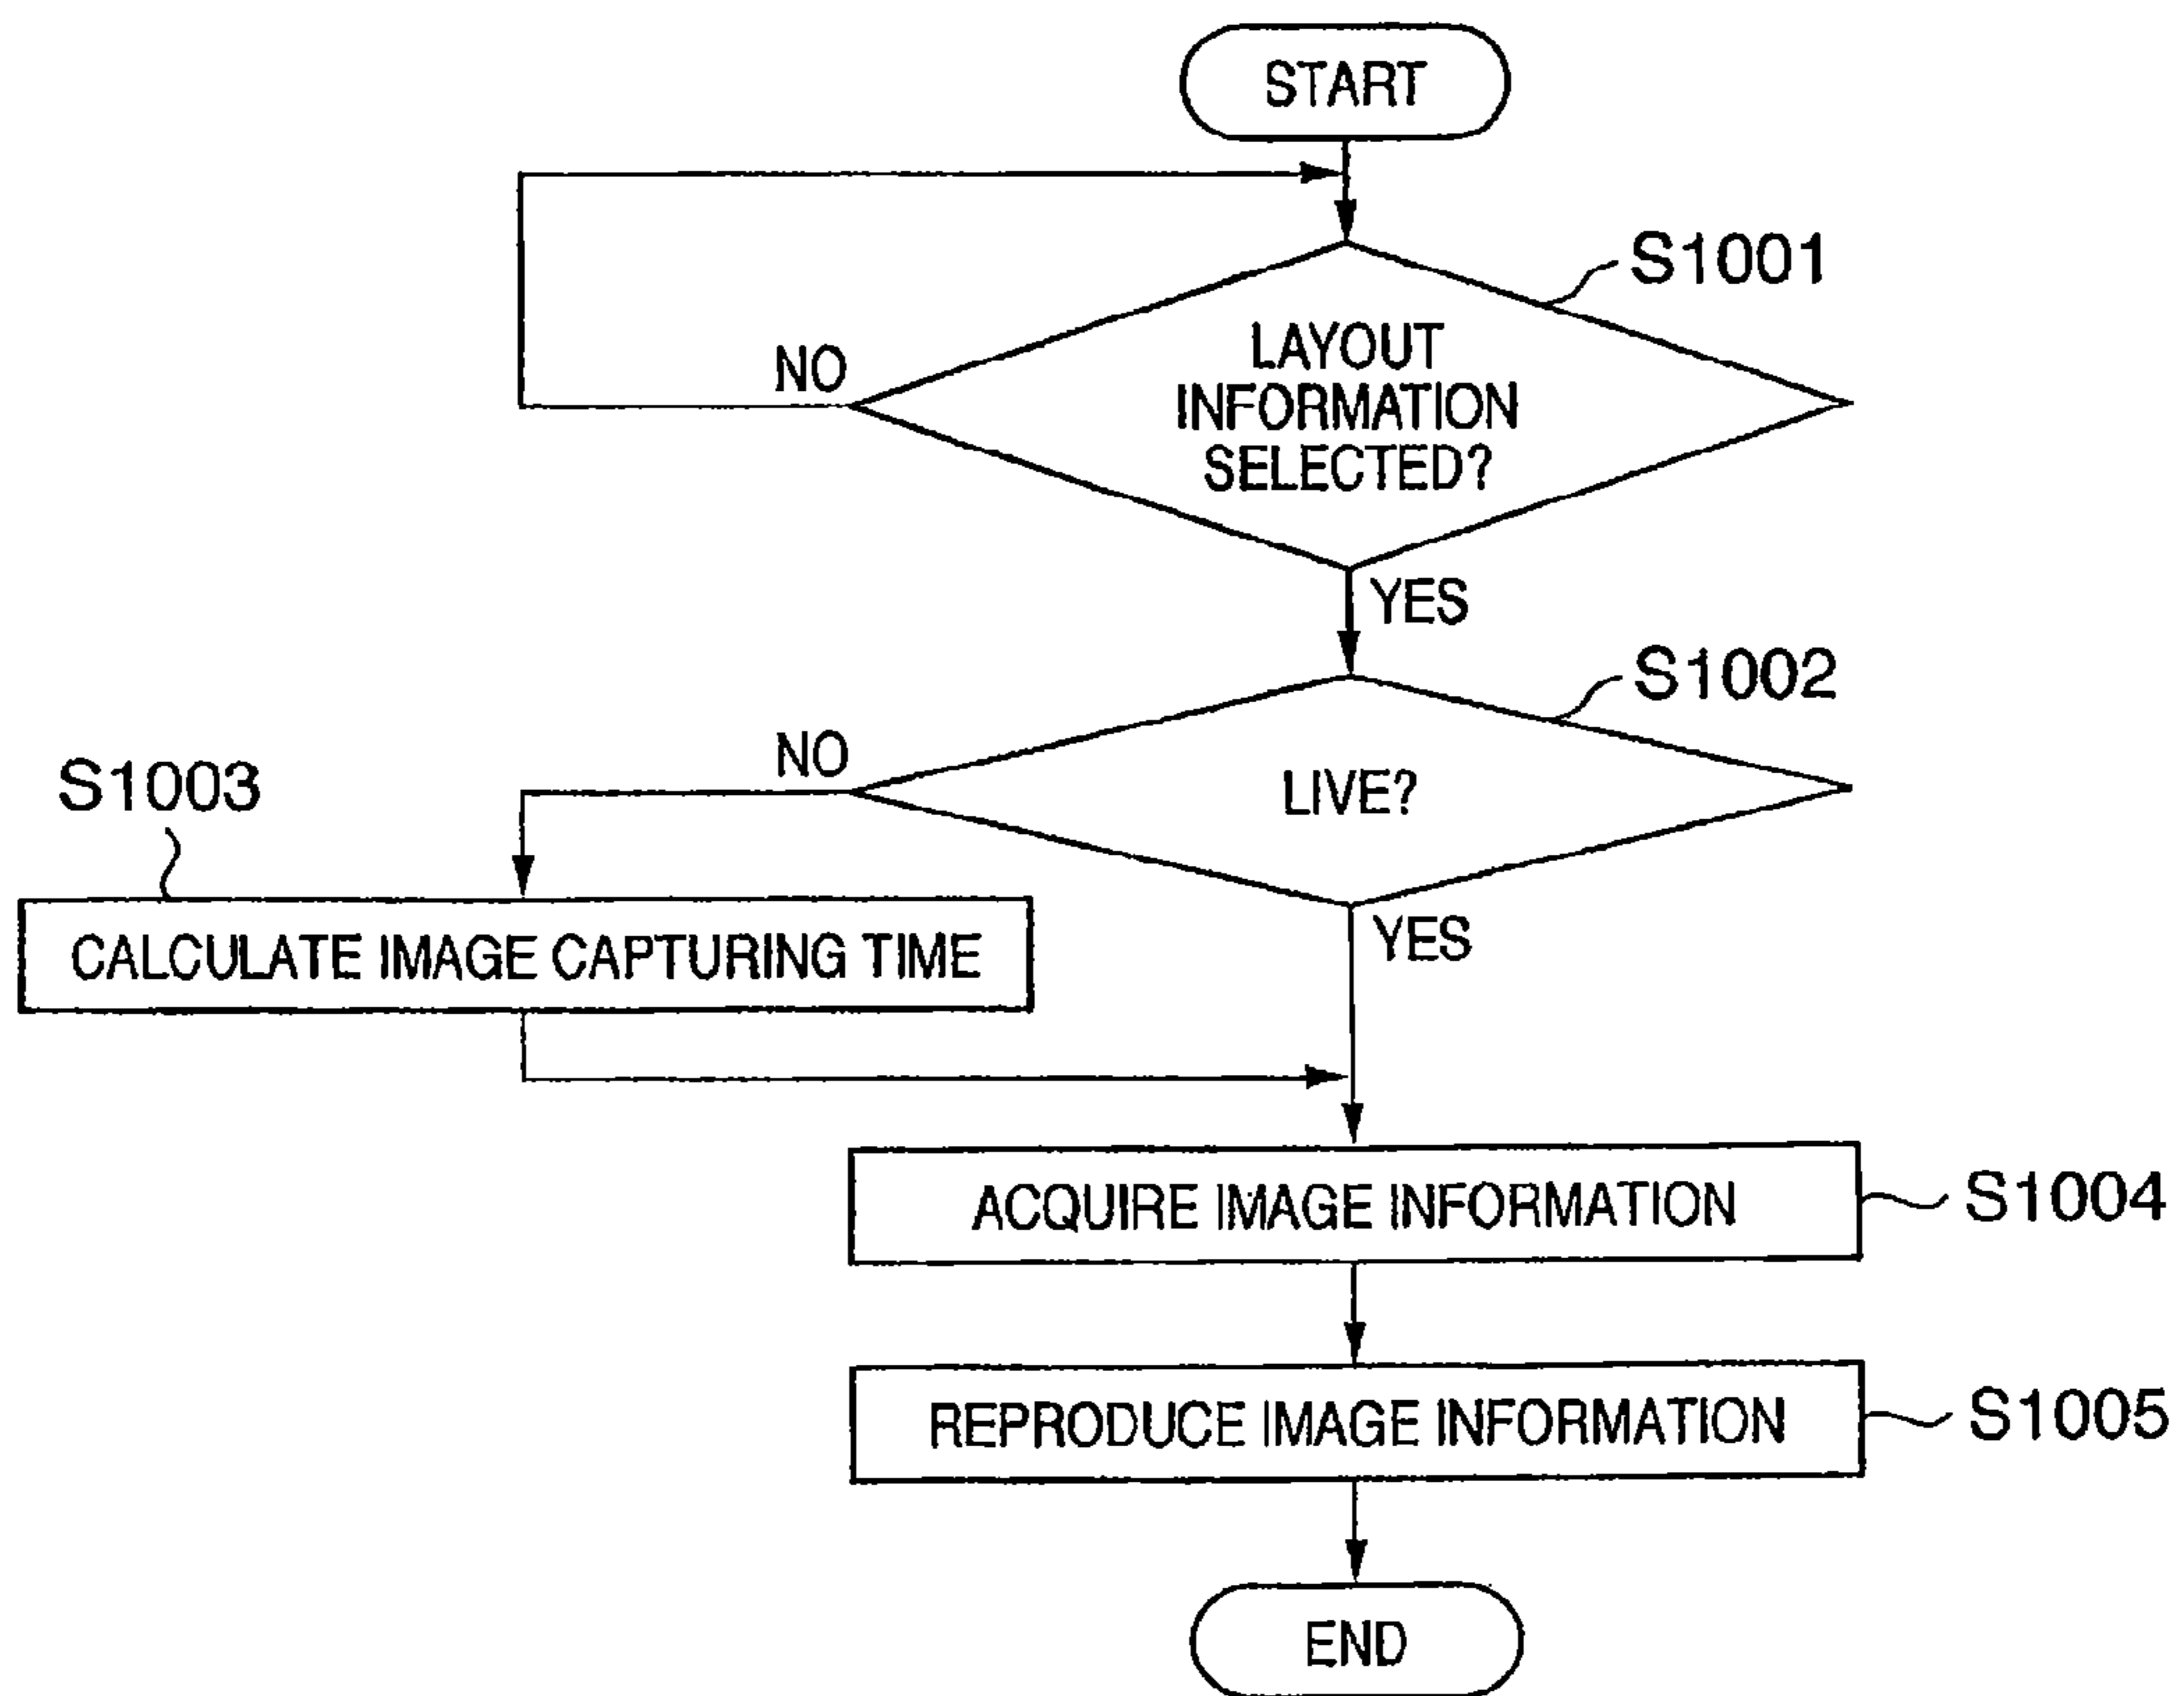 START
S1001
LAYOUT
INFORMATION
SELECTED?
NO
YES
S1002
LIVE?
NO
S1003
YES
CALCULATE IMAGE CAPTURING TIME
ACQUIRE IMAGE INFORMATION
S1004
REPRODUCE IMAGE INFORMATION
S1005
END